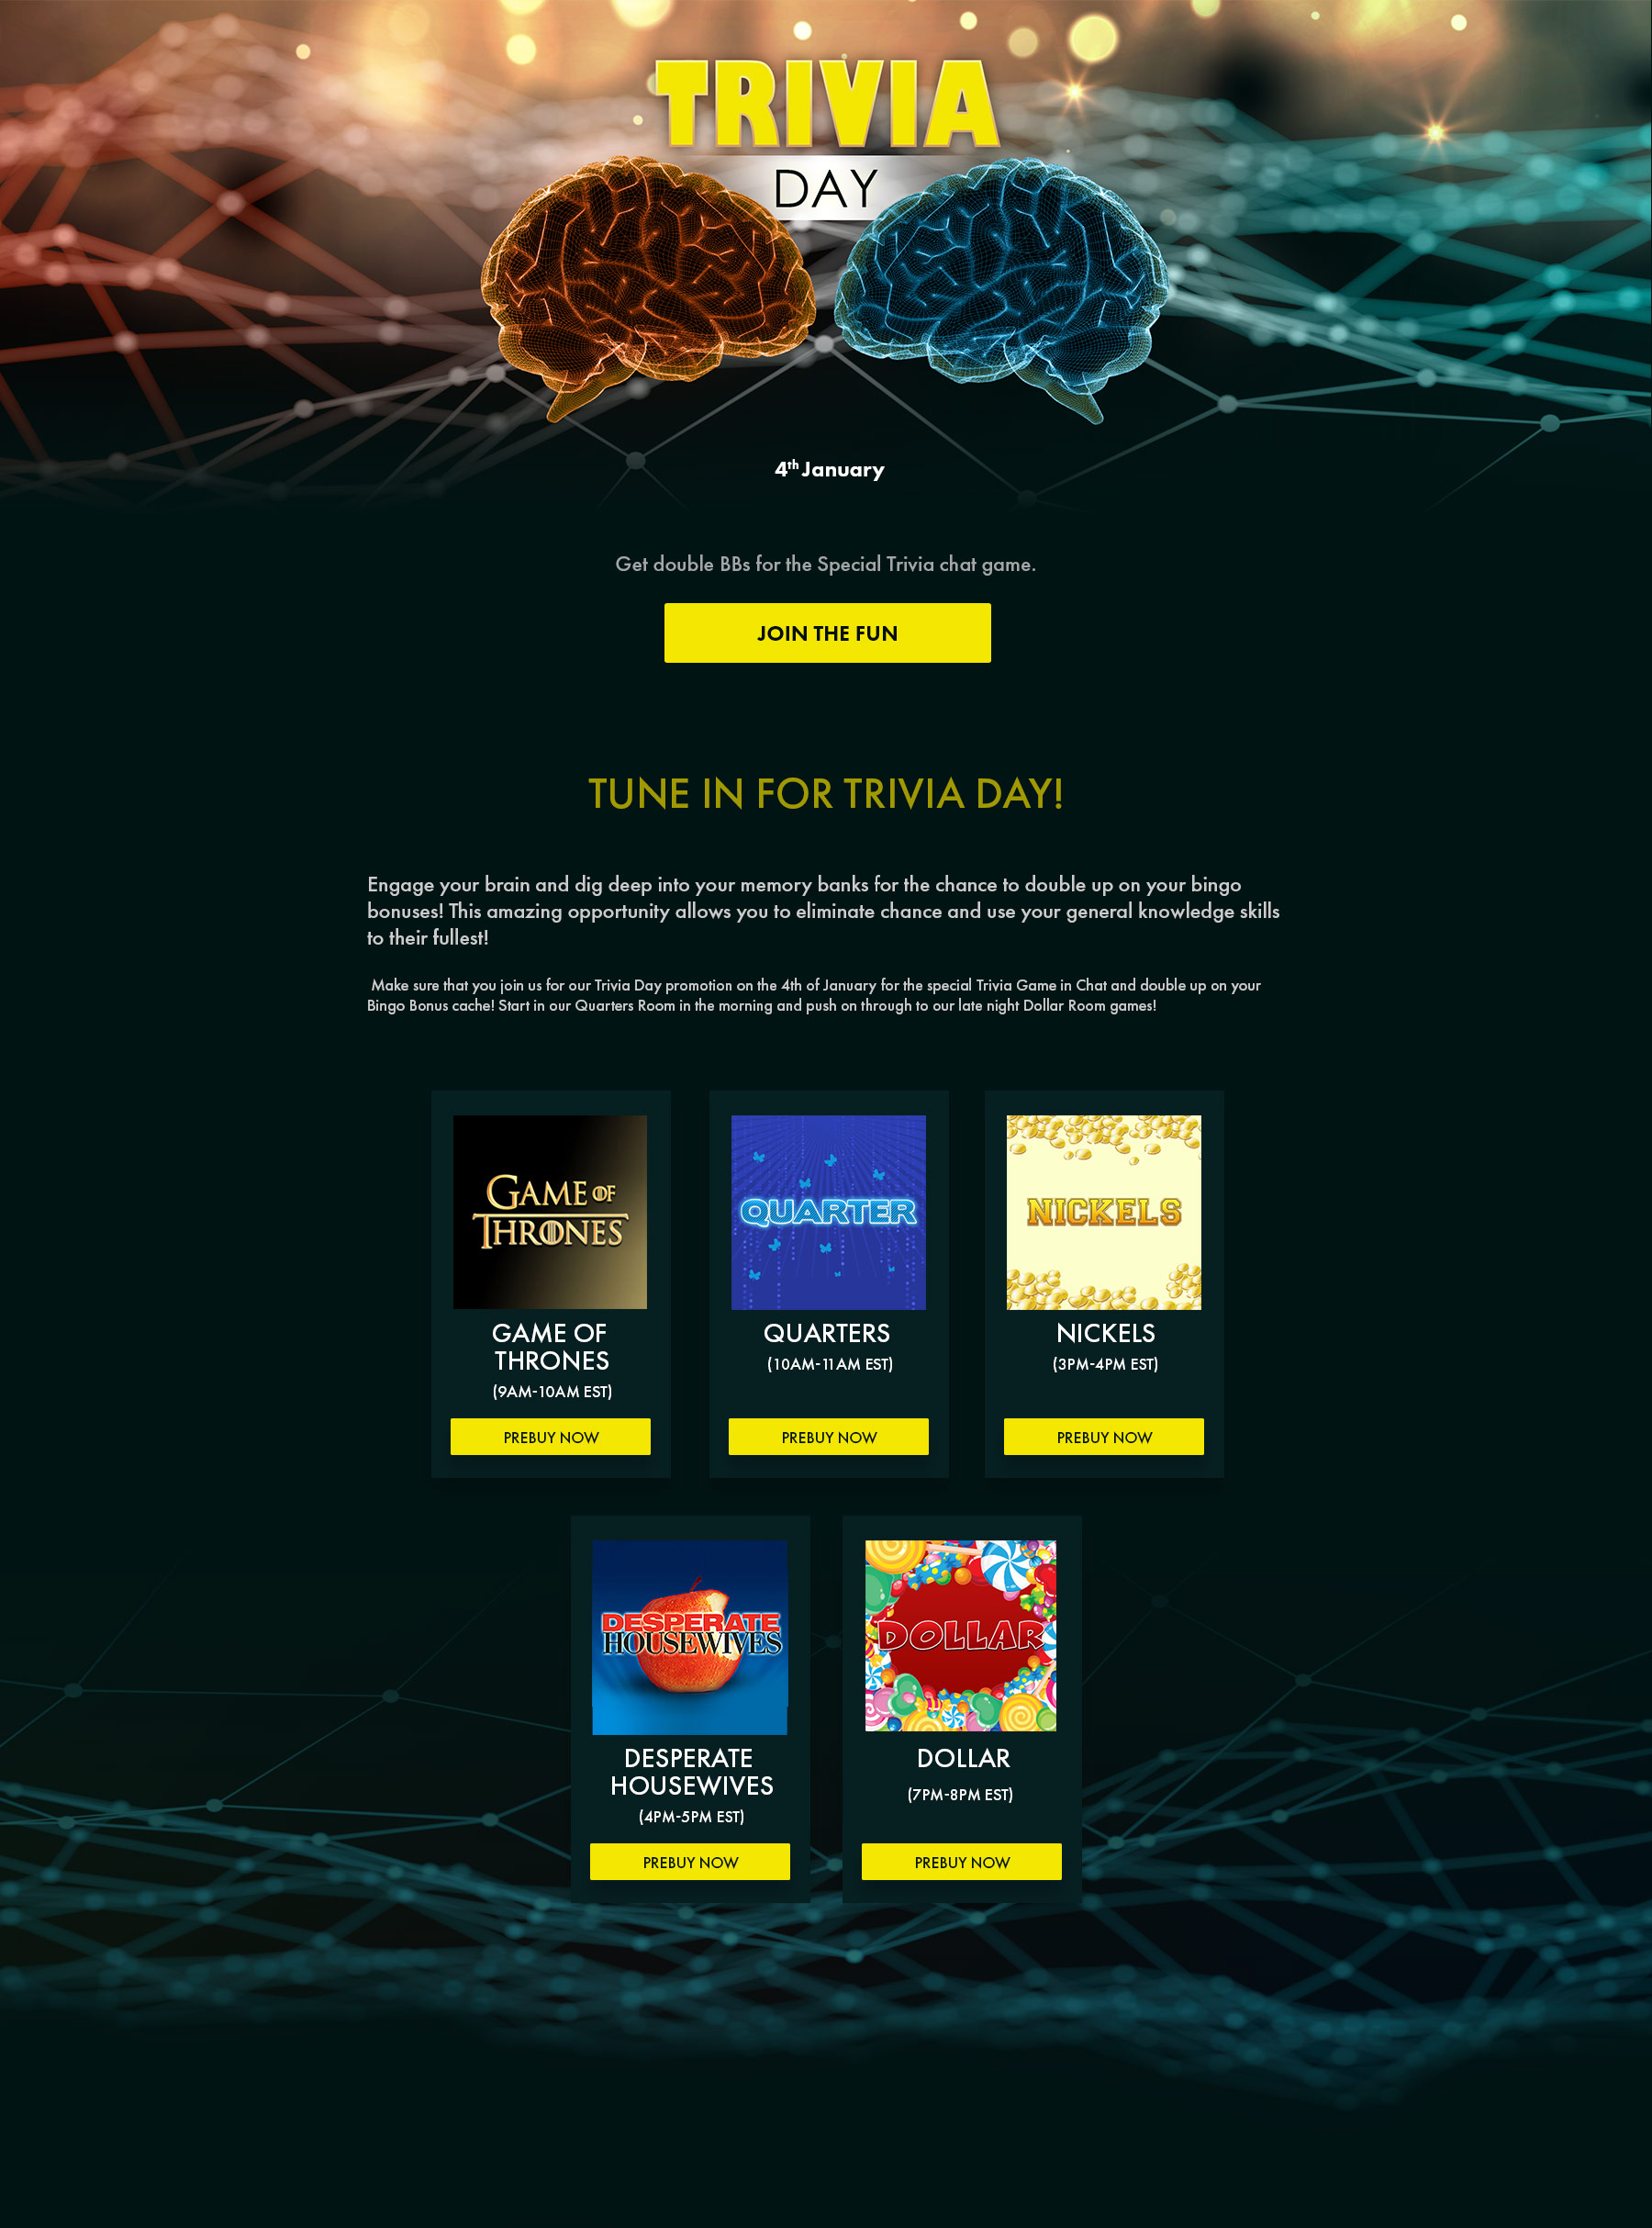 TRIVIA
DAY
4th January
Get double BBs for the Special Trivia chat game.
JOIN THE FUN
TUNE IN FOR TRIVIA DAY!
Engage your brain and dig deep into your memory banks for the chance to double up on your bingo
bonuses! This amazing opportunity allows you to eliminate chance and use your general knowledge skills
to their fullest!
Make sure that you join us for our Trivia Day promotion on the 4th of January for the special Trivia Game in Chat and double up on your
Bingo Bonus cache! Start in our Quarters Room in the morning and push on through to our late night Dollar Room games!
GAME OF
THRONES
GAME OF
THRONES
(9AM-10AM EST)
PREBUY NOW
QUARTER
QUARTERS
(10AM-11AM EST)
PREBUY NOW
NICKELS
NICKELS
(3PM-4PM EST)
PREBUY NOW
DESPERATE
HOUSEWIVES
DESPERATE
HOUSEWIVES
(4PM-5PM EST)
PREBUY NOW
DOLLAR
DOLLAR
(7PM-8PM EST)
PREBUY NOW